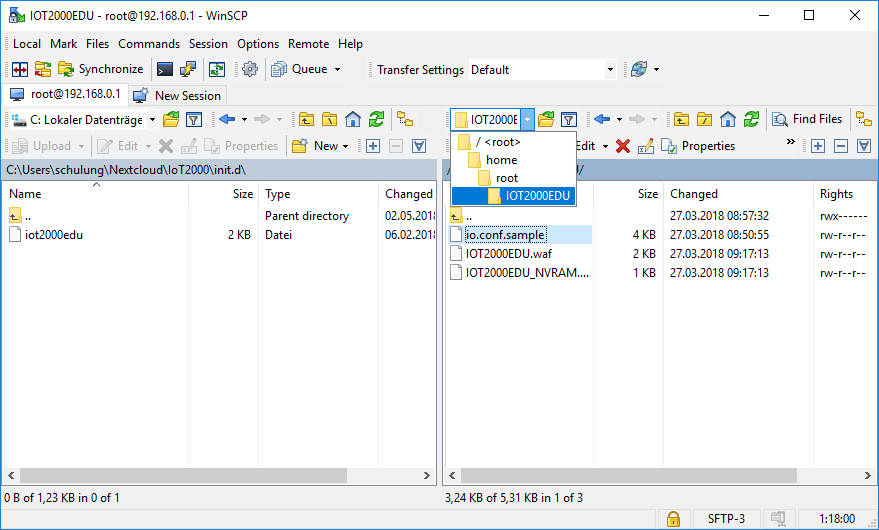 IOT2000EDU - root@192.168.0.1 - WinSCP
Local Mark Files Commands Session Options Remote Help
Synchronize Queue Transfer Settings Default
root@192.168.0.1 New Session
C: Lokaler Datenträge IOT2000E Find Files
Upload Edit Properties New Edit Properties »
C:\Users\schulung\Nextcloud\IoT2000\init.d\
/ <root>
home
root
IOT2000EDU
Name Size Type Changed
.. Parent directory 02.05.2018
iot2000edu 2 KB Datei 06.02.2018
Size Changed Rights
.. 27.03.2018 08:57:32 rwx------
io.conf.sample 4 KB 27.03.2018 08:50:55 rw-r--r--
IOT2000EDU.waf 2 KB 27.03.2018 09:17:13 rw-r--r--
IOT2000EDU_NVRAM.... 1 KB 27.03.2018 09:17:13 rw-r--r--
0 B of 1,23 KB in 0 of 1
3,24 KB of 5,31 KB in 1 of 3
SFTP-3 1:18:00